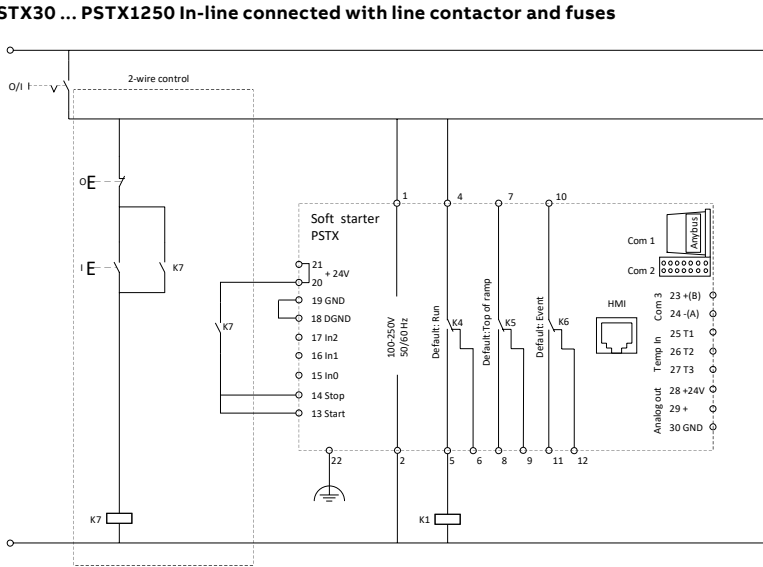 STX30 ... PSTX1250 In-line connected with line contactor and fuses
O/I
2-wire control
O E
I E
K7
K7
K7
Soft starter
PSTX
1
4
7
10
21
+ 24V
20
19 GND
18 DGND
17 In2
16 In1
15 In0
14 Stop
13 Start
100-250V
50/60 Hz
Default: Run
K4
Default:Top of ramp
K5
Default: Event
K6
HMI
Com 1
Anybus
Com 2
Com 3
23 +(B)
24 -(A)
Temp In
25 T1
26 T2
27 T3
Analog out
28 +24V
29 +
30 GND
22
2
5
6
8
9
11
12
K1